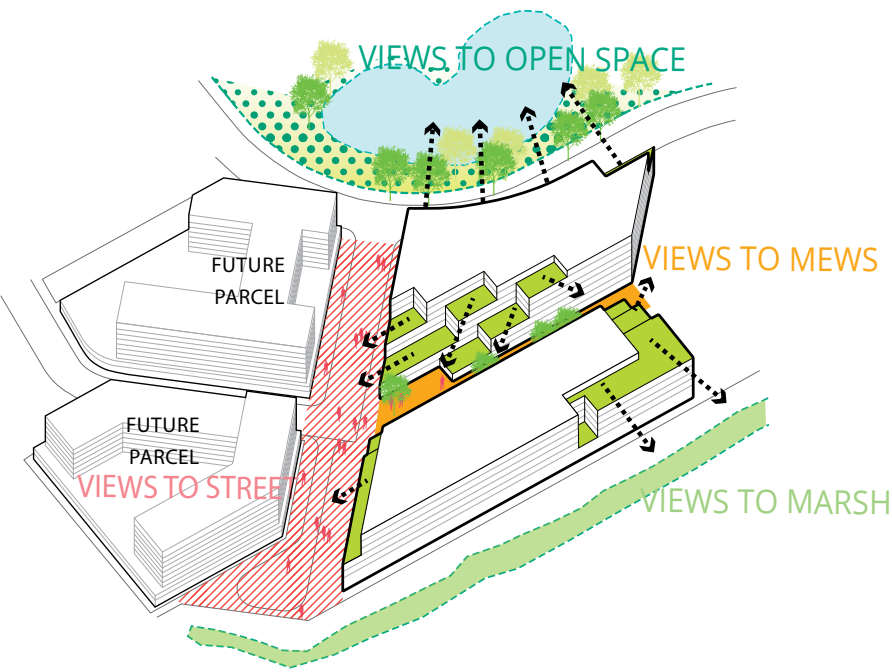 VIEWS TO OPEN SPACE
VIEWS TO MEWS
FUTURE
PARCEL
FUTURE
PARCEL
VIEWS TO STREET
VIEWS TO MARSH